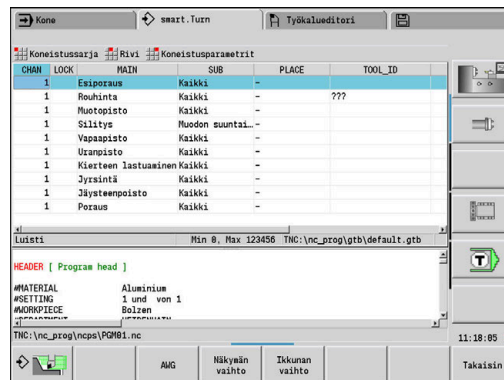 Kone smart.Turn Työkalueditori
Koneistussarja Rivi Koneistusparametrit
CHAN LOCK MAIN SUB PLACE TOOL_ID
1 Esiporaus Kaikki –
1 Rouhinta Kaikki – ???
1 Muotopisto Kaikki –
1 Silitys Muodon suuntai… –
1 Vapaapisto Kaikki –
1 Uranpisto Kaikki –
1 Kierteen lastuaminen Kaikki –
1 Jyrsintä Kaikki –
1 Jäysteenpoisto Kaikki –
1 Poraus Kaikki –
Luisti Min 0, Max 123456 TNC:\nc_prog\gtb\default.gtb
HEADER [ Program head ]
#MATERIAL Aluminium
#SETTING 1 und von 1
#WORKPIECE Bolzen
TNC:\nc_prog\ncps\PGM01.nc
T
11:18:05
AWG
Näkymän vaihto
Ikkunan vaihto
Takaisin